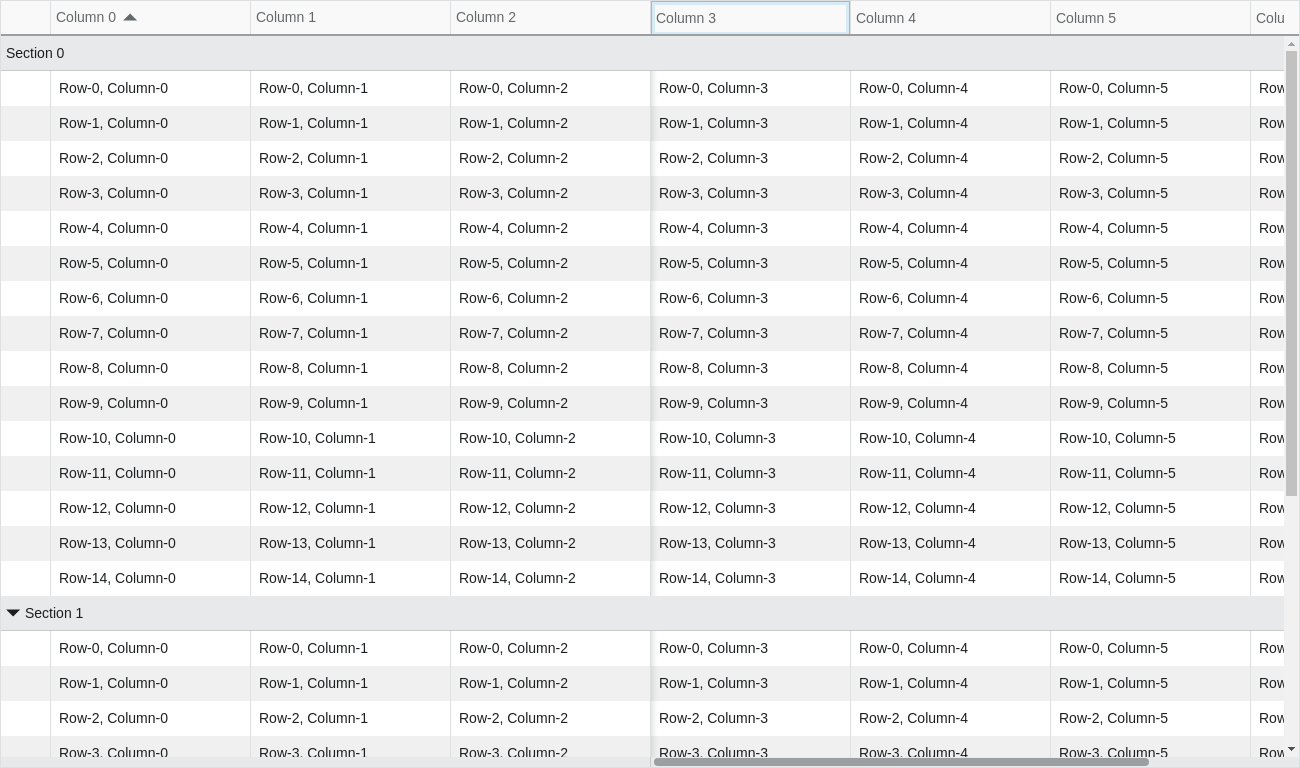 Column 0 Column 1 Column 2 Column 3 Column 4 Column 5 Colu
Section 0
Row-0, Column-0 Row-0, Column-1 Row-0, Column-2 Row-0, Column-3 Row-0, Column-4 Row-0, Column-5 Row
Row-1, Column-0 Row-1, Column-1 Row-1, Column-2 Row-1, Column-3 Row-1, Column-4 Row-1, Column-5 Row
Row-2, Column-0 Row-2, Column-1 Row-2, Column-2 Row-2, Column-3 Row-2, Column-4 Row-2, Column-5 Row
Row-3, Column-0 Row-3, Column-1 Row-3, Column-2 Row-3, Column-3 Row-3, Column-4 Row-3, Column-5 Row
Row-4, Column-0 Row-4, Column-1 Row-4, Column-2 Row-4, Column-3 Row-4, Column-4 Row-4, Column-5 Row
Row-5, Column-0 Row-5, Column-1 Row-5, Column-2 Row-5, Column-3 Row-5, Column-4 Row-5, Column-5 Row
Row-6, Column-0 Row-6, Column-1 Row-6, Column-2 Row-6, Column-3 Row-6, Column-4 Row-6, Column-5 Row
Row-7, Column-0 Row-7, Column-1 Row-7, Column-2 Row-7, Column-3 Row-7, Column-4 Row-7, Column-5 Row
Row-8, Column-0 Row-8, Column-1 Row-8, Column-2 Row-8, Column-3 Row-8, Column-4 Row-8, Column-5 Row
Row-9, Column-0 Row-9, Column-1 Row-9, Column-2 Row-9, Column-3 Row-9, Column-4 Row-9, Column-5 Row
Row-10, Column-0 Row-10, Column-1 Row-10, Column-2 Row-10, Column-3 Row-10, Column-4 Row-10, Column-5 Row
Row-11, Column-0 Row-11, Column-1 Row-11, Column-2 Row-11, Column-3 Row-11, Column-4 Row-11, Column-5 Row
Row-12, Column-0 Row-12, Column-1 Row-12, Column-2 Row-12, Column-3 Row-12, Column-4 Row-12, Column-5 Row
Row-13, Column-0 Row-13, Column-1 Row-13, Column-2 Row-13, Column-3 Row-13, Column-4 Row-13, Column-5 Row
Row-14, Column-0 Row-14, Column-1 Row-14, Column-2 Row-14, Column-3 Row-14, Column-4 Row-14, Column-5 Row
Section 1
Row-0, Column-0 Row-0, Column-1 Row-0, Column-2 Row-0, Column-3 Row-0, Column-4 Row-0, Column-5 Row
Row-1, Column-0 Row-1, Column-1 Row-1, Column-2 Row-1, Column-3 Row-1, Column-4 Row-1, Column-5 Row
Row-2, Column-0 Row-2, Column-1 Row-2, Column-2 Row-2, Column-3 Row-2, Column-4 Row-2, Column-5 Row
Row-3, Column-0 Row-3, Column-1 Row-3, Column-2 Row-3, Column-3 Row-3, Column-4 Row-3, Column-5 Row